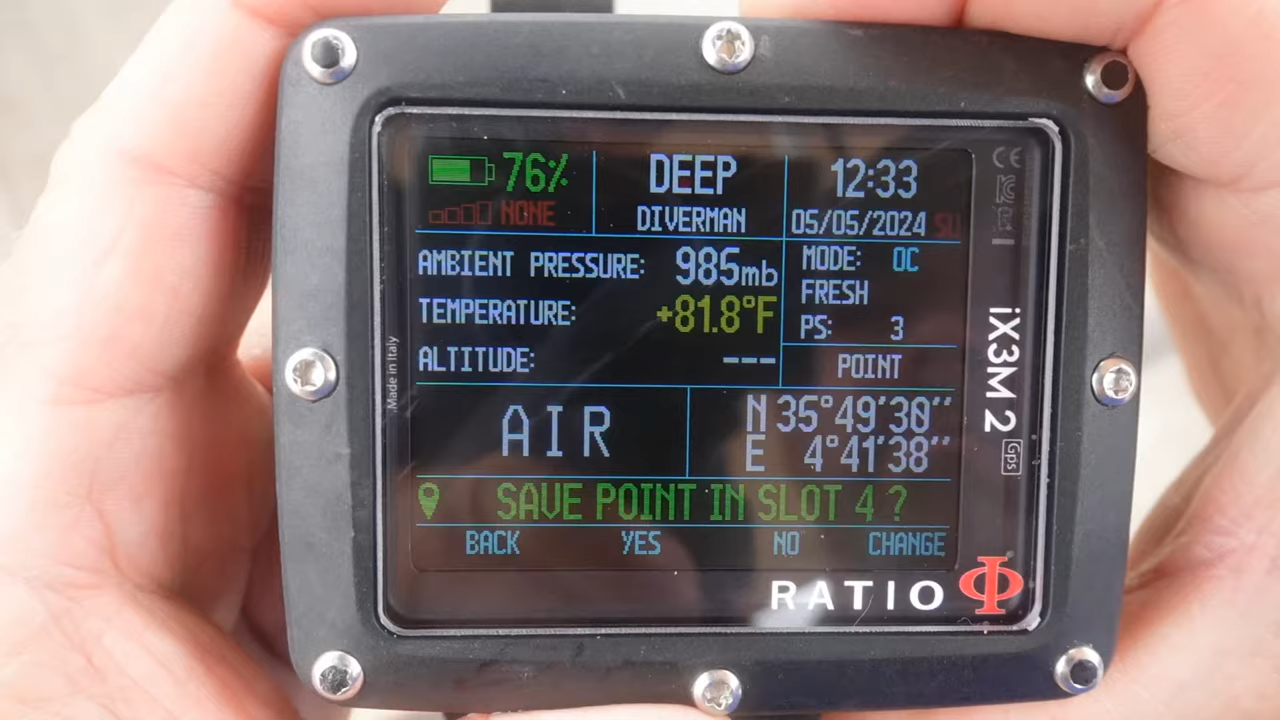 76%
NONE
DEEP
DIVERMAN
12:33
05/05/2024 SU
AMBIENT PRESSURE: 985mb
TEMPERATURE: +81.8°F
ALTITUDE: ---
MODE: OC
FRESH
PS: 3
POINT
AIR
N 35°49'30''
E 4°41'38''
SAVE POINT IN SLOT 4 ?
BACK YES NO CHANGE
Made in Italy
CE
iX3M 2 Gps
RATIO